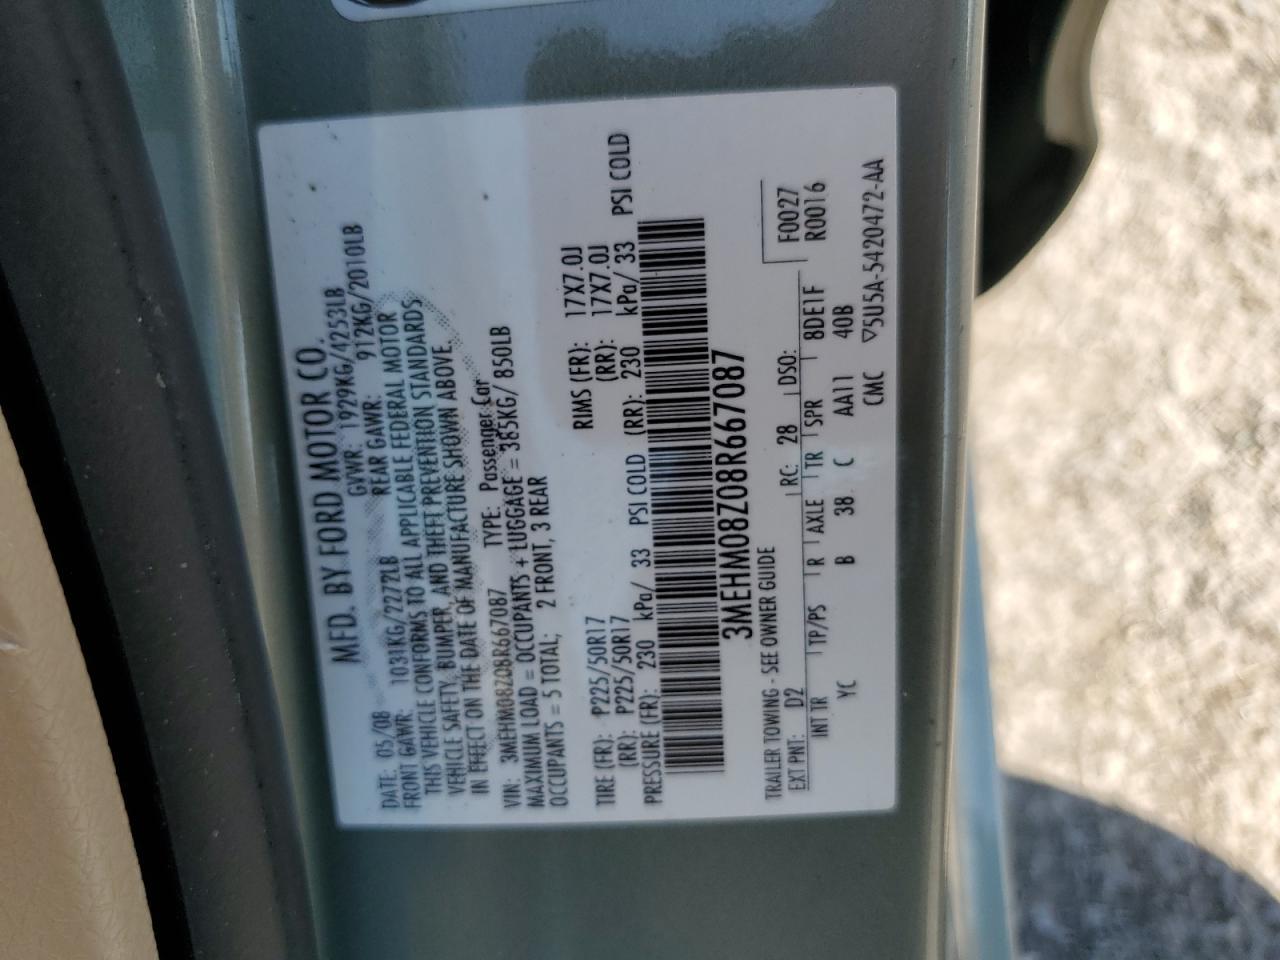 MFD. BY FORD MOTOR CO.
DATE: 05/08 GVWR: 1929KG/4253LB
FRONT GAWR: 1031KG/2272LB REAR GAWR: 912KG/2010LB
THIS VEHICLE CONFORMS TO ALL APPLICABLE FEDERAL MOTOR
VEHICLE SAFETY, BUMPER, AND THEFT PREVENTION STANDARDS
IN EFFECT ON THE DATE OF MANUFACTURE SHOWN ABOVE.
VIN: 3MEHM08Z08R667087 TYPE: Passenger Car
MAXIMUM LOAD = OCCUPANTS + LUGGAGE = 385KG/ 850LB
OCCUPANTS = 5 TOTAL; 2 FRONT, 3 REAR
TIRE (FR): P225/50R17 RIMS (FR): 17X7.0J
(RR): P225/50R17 (RR): 17X7.0J
PRESSURE (FR): 230 kPa/ 33 PSI COLD (RR): 230 kPa/ 33 PSI COLD
3MEHM08Z08R667087
TRAILER TOWING - SEE OWNER GUIDE F0027
EXT PNT: D2 RC: 28 DSO: R0016
INT TR TP/PS R AXLE TR SPR 8DE1F
YC B 38 C AA11 40B
CMC ▽5U5A-5420472-AA